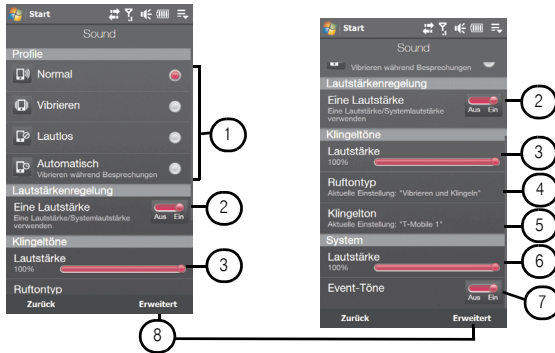 Start
Sound
Profile
Normal
Vibrieren
Lautlos
Automatisch
Vibrieren während Besprechungen
Lautstärkenregelung
Eine Lautstärke
Eine Lautstärke/Systemlautstärke
verwenden
Aus Ein
Klingeltöne
Lautstärke
100%
Ruftontyp
Zurück Erweitert
1
2
3
8
Start
Sound
Vibrieren während Besprechungen
Lautstärkenregelung
Eine Lautstärke
Eine Lautstärke/Systemlautstärke
verwenden
Aus Ein
Klingeltöne
Lautstärke
100%
Ruftontyp
Aktuelle Einstellung: "Vibrieren und Klingeln"
Klingelton
Aktuelle Einstellung: "T-Mobile 1"
System
Lautstärke
100%
Event-Töne
Aus Ein
Zurück Erweitert
2
3
4
5
6
7